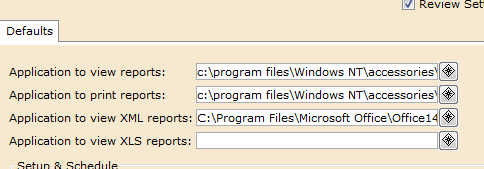 Review Set
Defaults
Application to view reports: c:\program files\Windows NT\accessories\
Application to print reports: c:\program files\Windows NT\accessories\
Application to view XML reports: C:\Program Files\Microsoft Office\Office14
Application to view XLS reports:
Setup & Schedule